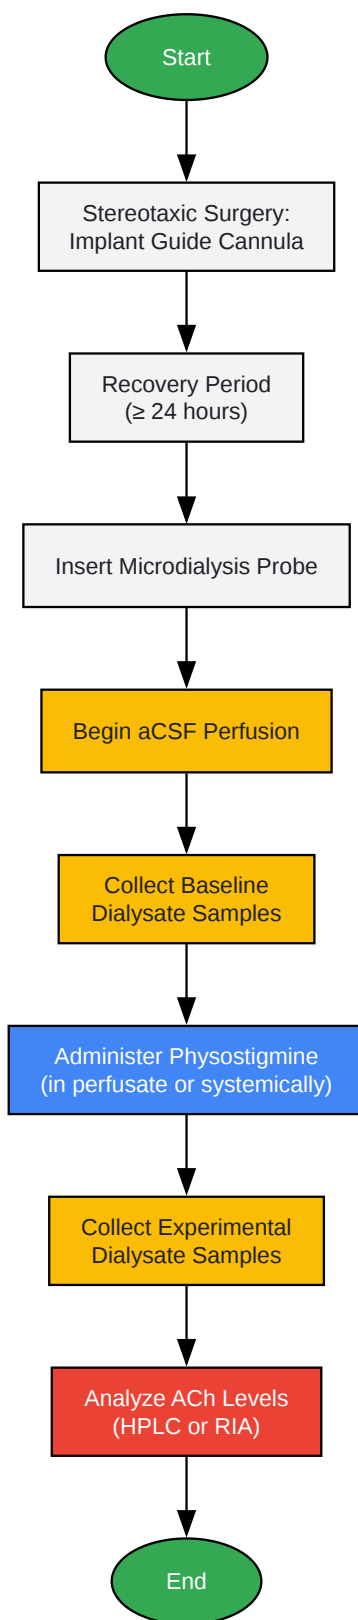 Start
Stereotaxic Surgery:
Implant Guide Cannula
Recovery Period
(≥ 24 hours)
Insert Microdialysis Probe
Begin aCSF Perfusion
Collect Baseline
Dialysate Samples
Administer Physostigmine
(in perfusate or systemically)
Collect Experimental
Dialysate Samples
Analyze ACh Levels
(HPLC or RIA)
End